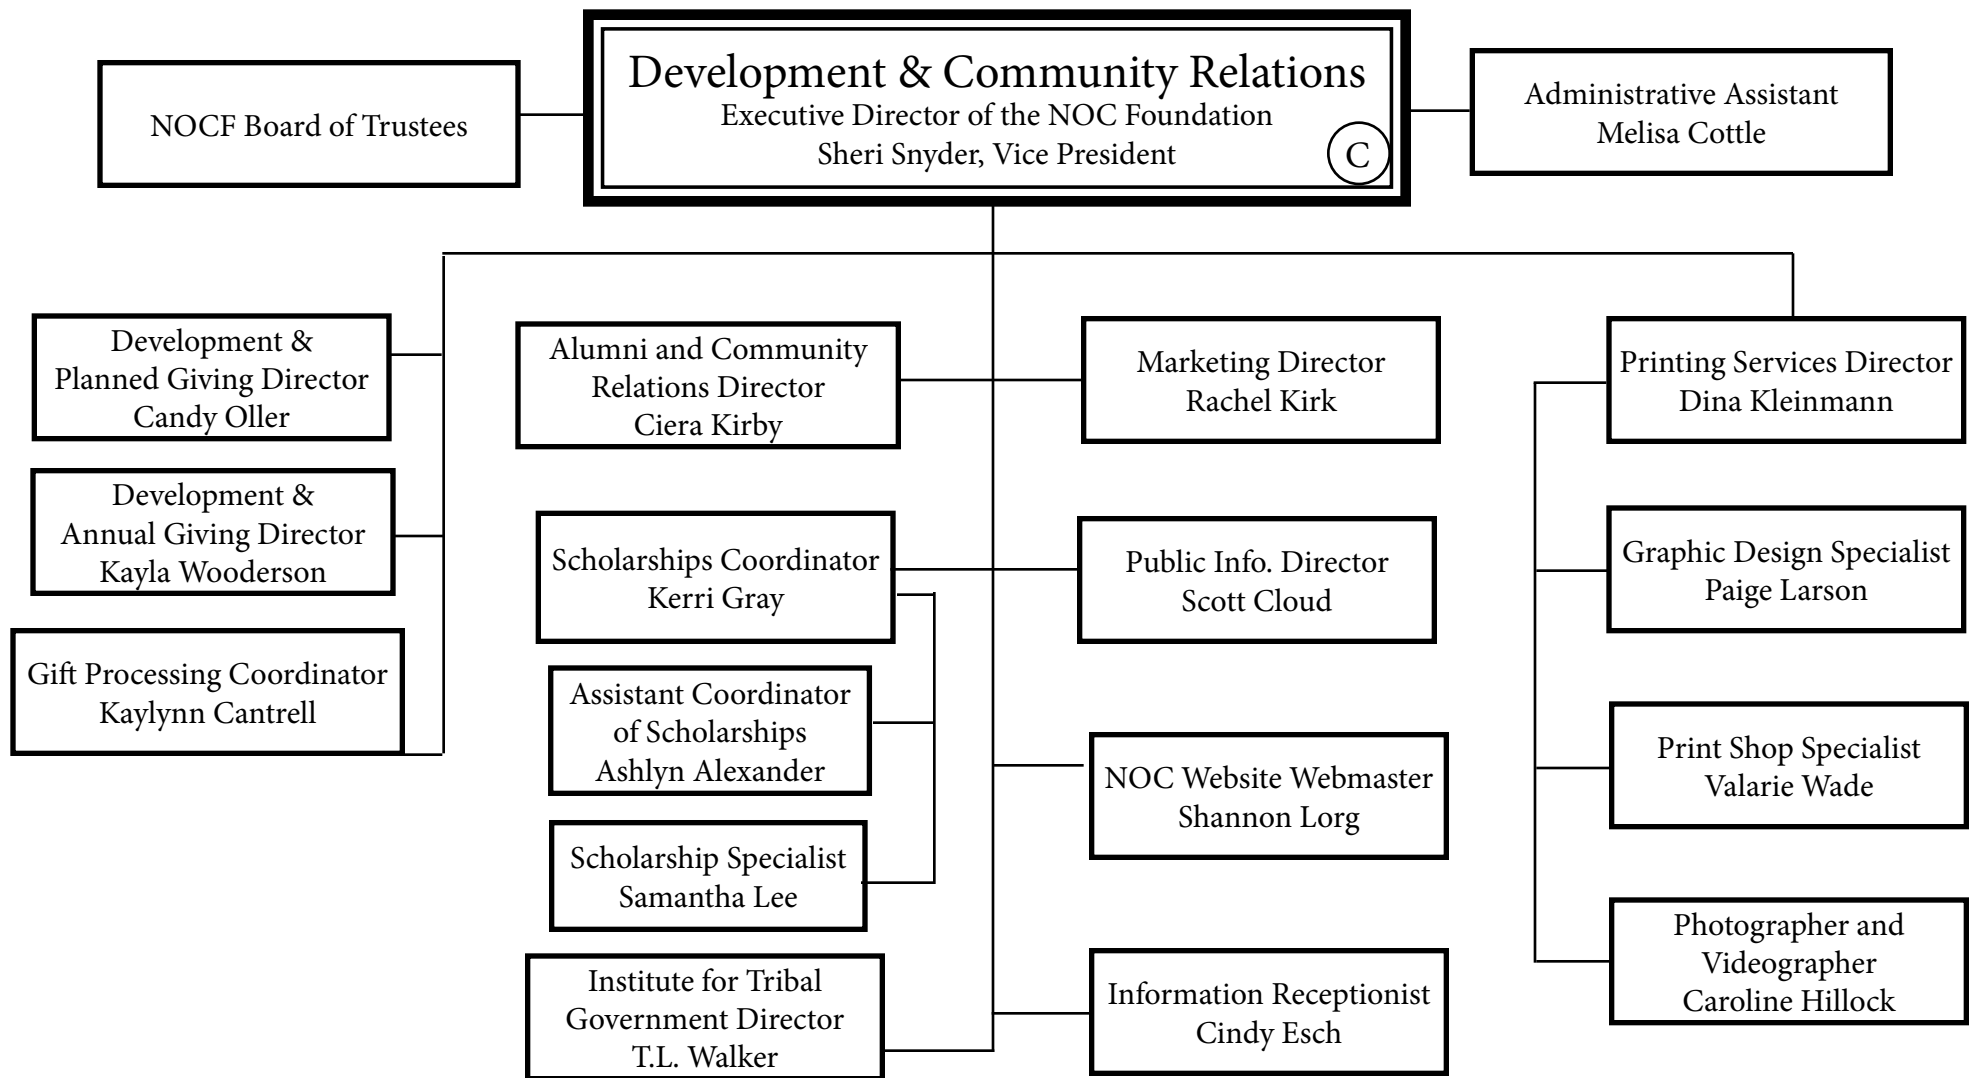 Development & Community Relations
Executive Director of the NOC Foundation
Sheri Snyder, Vice President
C
NOCF Board of Trustees
Administrative Assistant
Melisa Cottle
Development &
Planned Giving Director
Candy Oller
Development &
Annual Giving Director
Kayla Wooderson
Gift Processing Coordinator
Kaylynn Cantrell
Alumni and Community
Relations Director
Ciera Kirby
Scholarships Coordinator
Kerri Gray
Assistant Coordinator
of Scholarships
Ashlyn Alexander
Scholarship Specialist
Samantha Lee
Institute for Tribal
Government Director
T.L. Walker
Marketing Director
Rachel Kirk
Public Info. Director
Scott Cloud
NOC Website Webmaster
Shannon Lorg
Information Receptionist
Cindy Esch
Printing Services Director
Dina Kleinmann
Graphic Design Specialist
Paige Larson
Print Shop Specialist
Valarie Wade
Photographer and
Videographer
Caroline Hillock